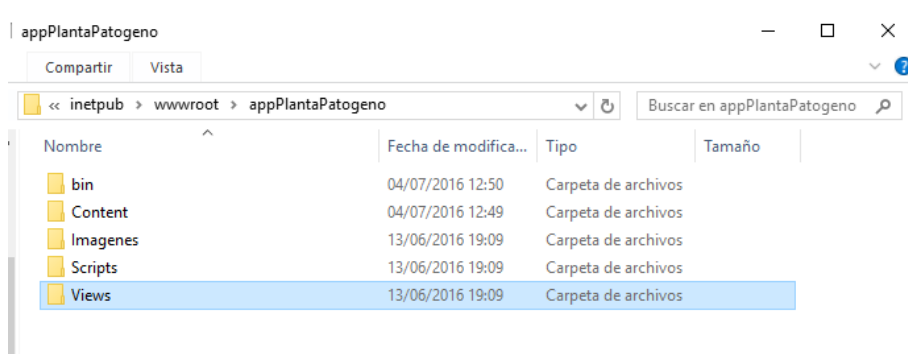 appPlantaPatogeno
Compartir Vista
« inetpub > wwwroot > appPlantaPatogeno Buscar en appPlantaPatogeno
Nombre Fecha de modifica... Tipo Tamaño
bin 04/07/2016 12:50 Carpeta de archivos
Content 04/07/2016 12:49 Carpeta de archivos
Imagenes 13/06/2016 19:09 Carpeta de archivos
Scripts 13/06/2016 19:09 Carpeta de archivos
Views 13/06/2016 19:09 Carpeta de archivos